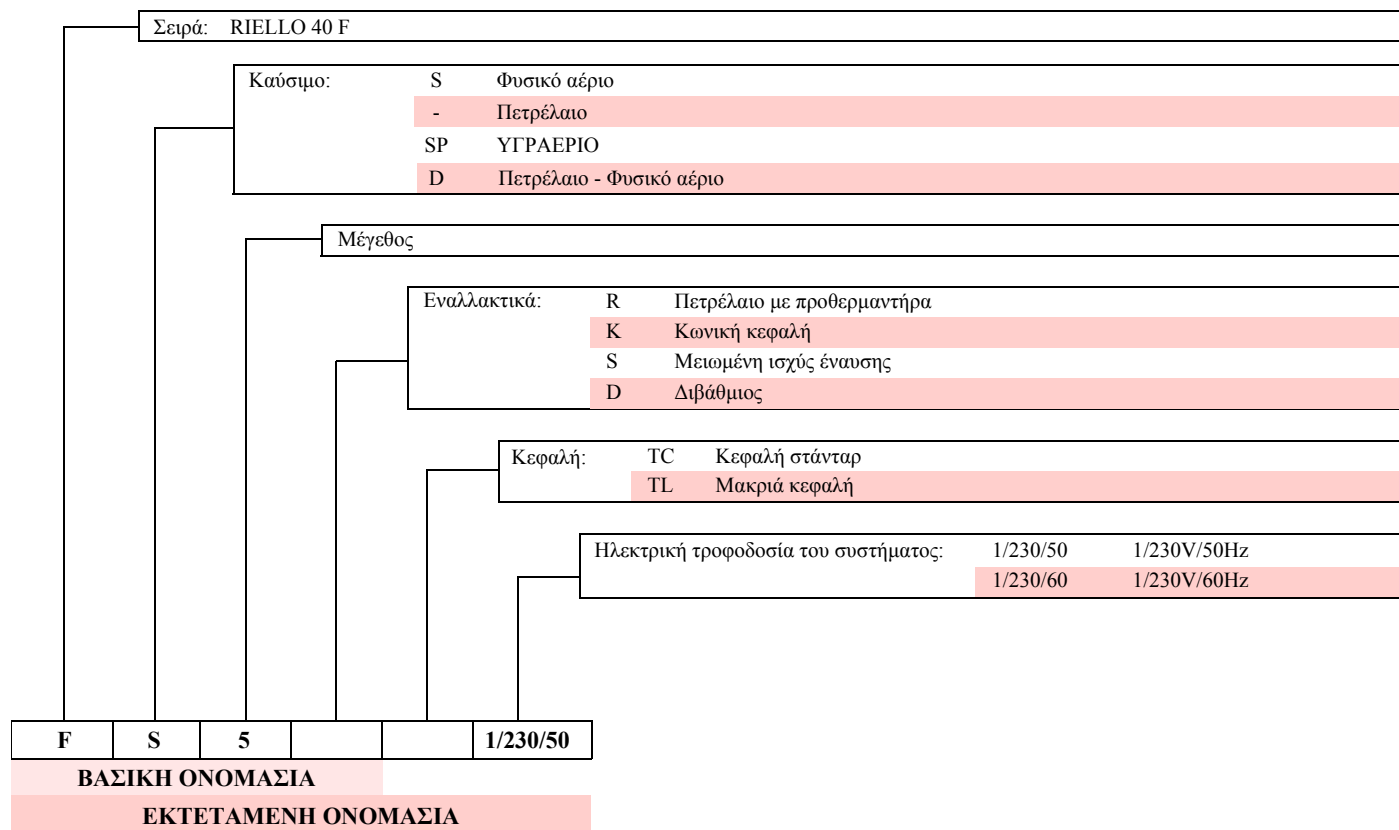 Σειρά: RIELLO 40 F
Καύσιμο: S Φυσικό αέριο
- Πετρέλαιο
SP ΥΓΡΑΕΡΙΟ
D Πετρέλαιο - Φυσικό αέριο
Μέγεθος
Εναλλακτικά: R Πετρέλαιο με προθερμαντήρα
K Κωνική κεφαλή
S Μειωμένη ισχύς έναυσης
D Διβάθμιος
Κεφαλή: TC Κεφαλή στάνταρ
TL Μακριά κεφαλή
Ηλεκτρική τροφοδοσία του συστήματος: 1/230/50 1/230V/50Hz
1/230/60 1/230V/60Hz
F S 5 1/230/50
ΒΑΣΙΚΗ ΟΝΟΜΑΣΙΑ
ΕΚΤΕΤΑΜΕΝΗ ΟΝΟΜΑΣΙΑ